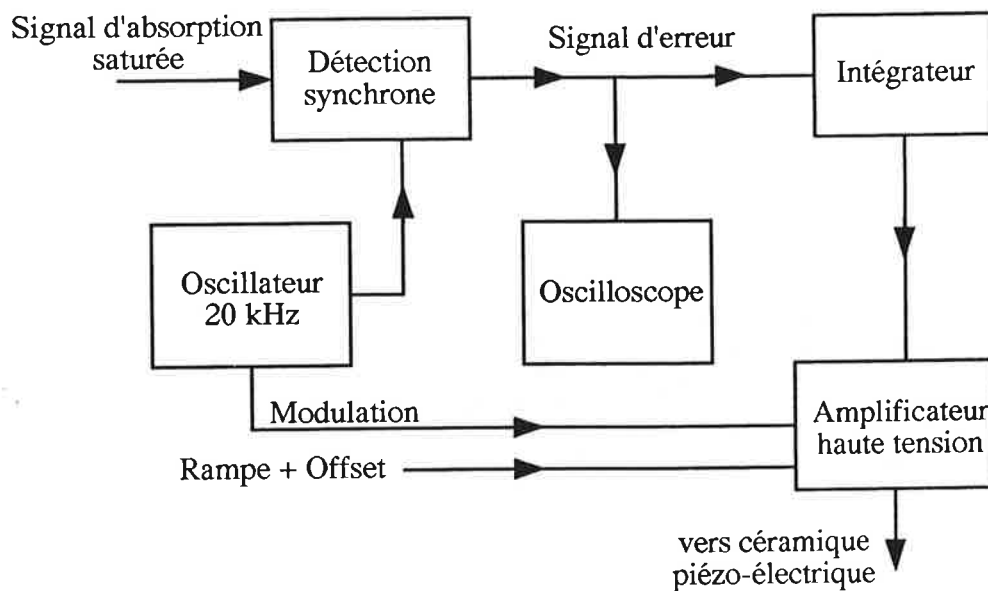 Signal d'absorption
saturée
Détection
synchrone
Signal d'erreur
Intégrateur
Oscillateur
20 kHz
Oscilloscope
Modulation
Rampe + Offset
Amplificateur
haute tension
vers céramique
piézo-électrique